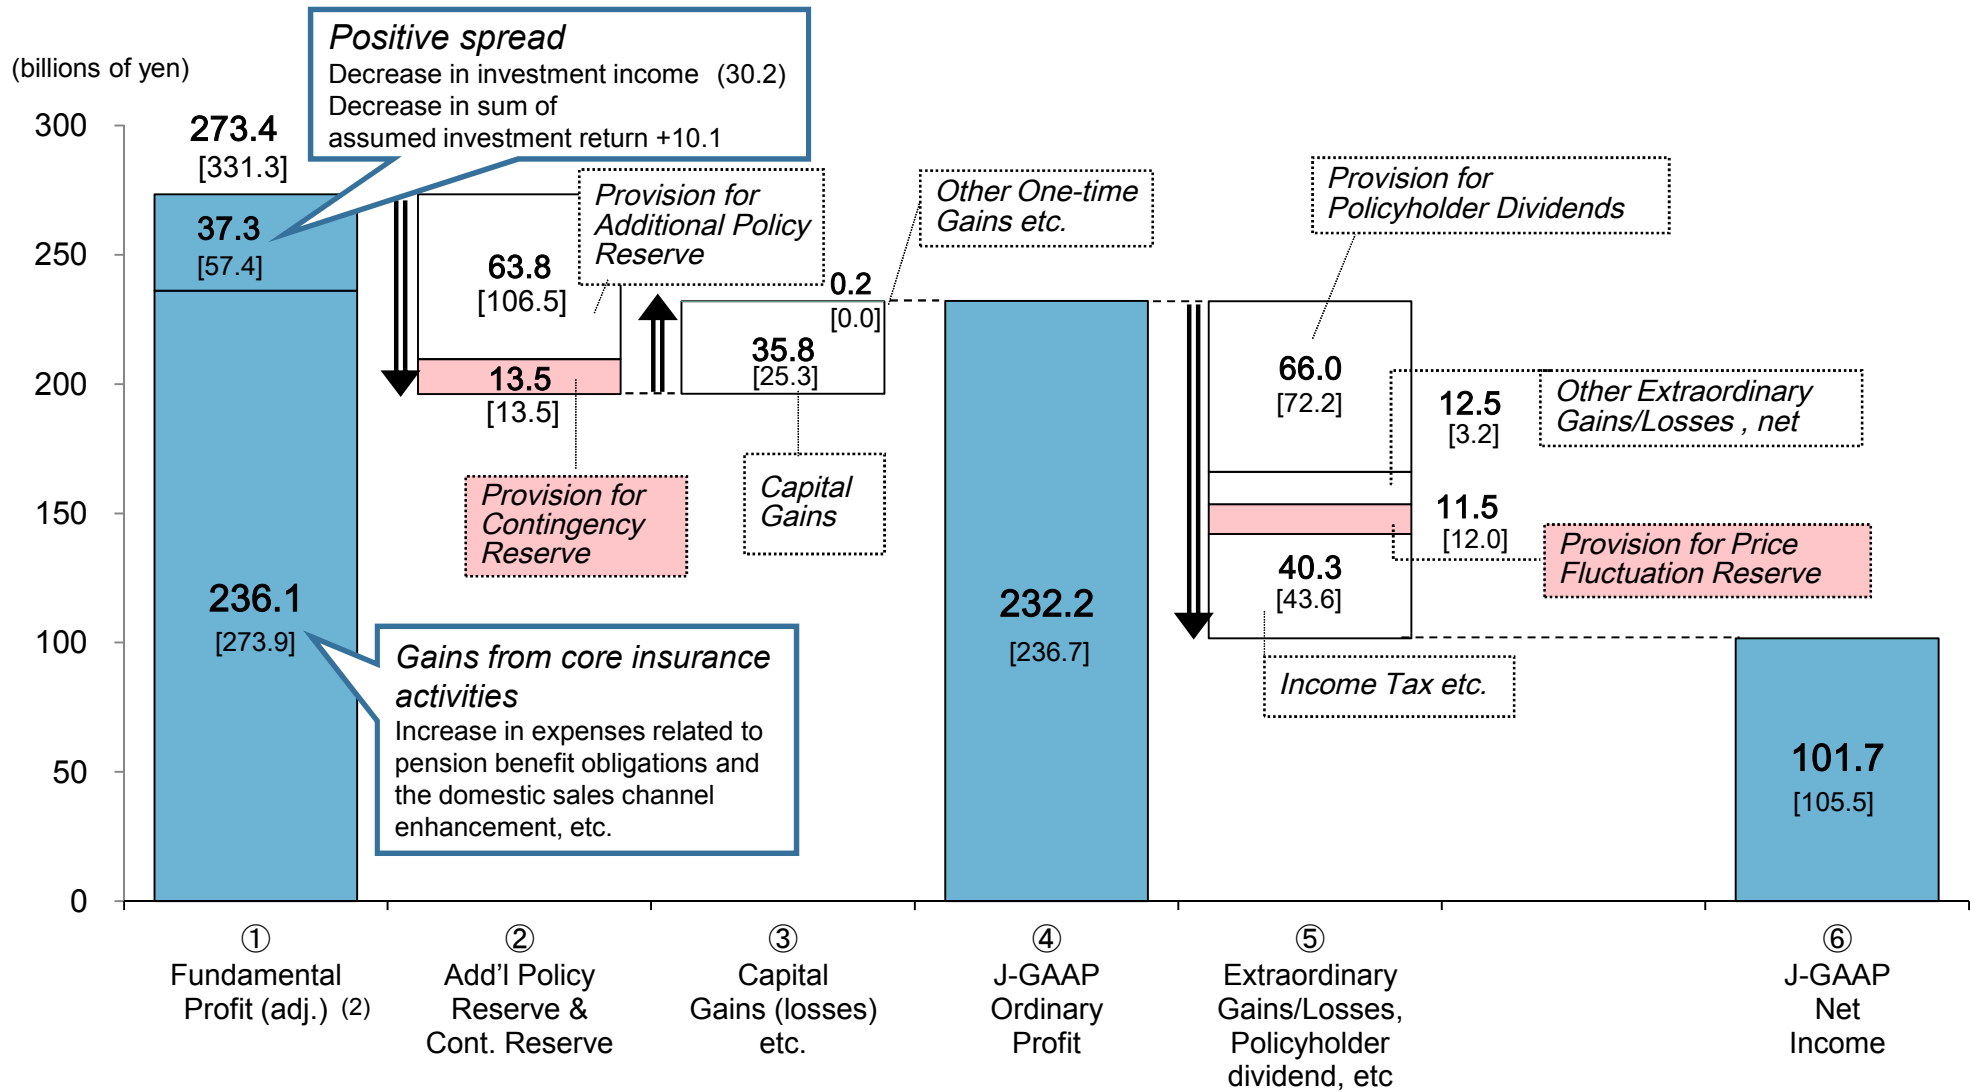 (billions of yen)
Positive spread
Decrease in investment income (30.2)
Decrease in sum of
assumed investment return +10.1
300
250
200
150
100
50
0
273.4
[331.3]
37.3
[57.4]
236.1
[273.9]
Gains from core insurance
activities
Increase in expenses related to
pension benefit obligations and
the domestic sales channel
enhancement, etc.
Provision for
Additional Policy
Reserve
63.8
[106.5]
13.5
[13.5]
Provision for
Contingency
Reserve
Other One-time
Gains etc.
0.2
[0.0]
35.8
[25.3]
Capital
Gains
232.2
[236.7]
Provision for
Policyholder Dividends
66.0
[72.2]
12.5
[3.2]
Other Extraordinary
Gains/Losses , net
11.5
[12.0]
Provision for Price
Fluctuation Reserve
40.3
[43.6]
Income Tax etc.
101.7
[105.5]
①
Fundamental
Profit (adj.) (2)
②
Add’l Policy
Reserve &
Cont. Reserve
③
Capital
Gains (losses)
etc.
④
J-GAAP
Ordinary
Profit
⑤
Extraordinary
Gains/Losses,
Policyholder
dividend, etc
⑥
J-GAAP
Net
Income